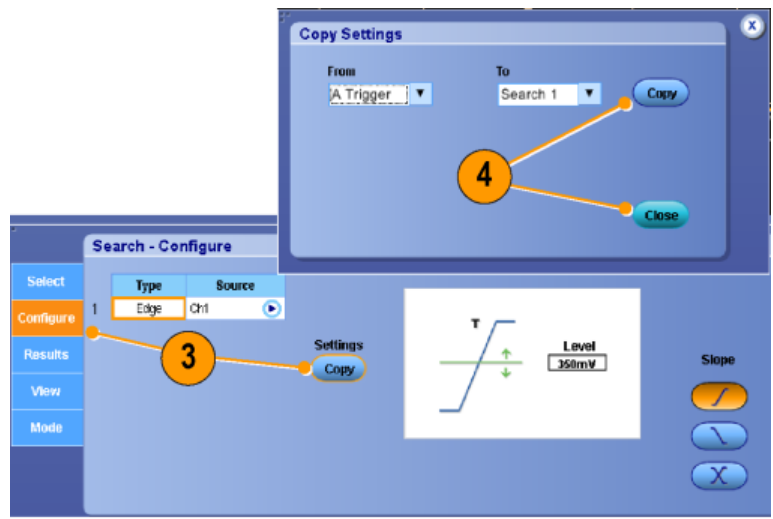 Copy Settings
X
From To
A Trigger Search 1 Copy
4
Close
Search - Configure
Select
Type Source
1 Edge Ch1
Configure
3
Settings
Copy
T
Level
350mV
Slope
Results
View
Mode